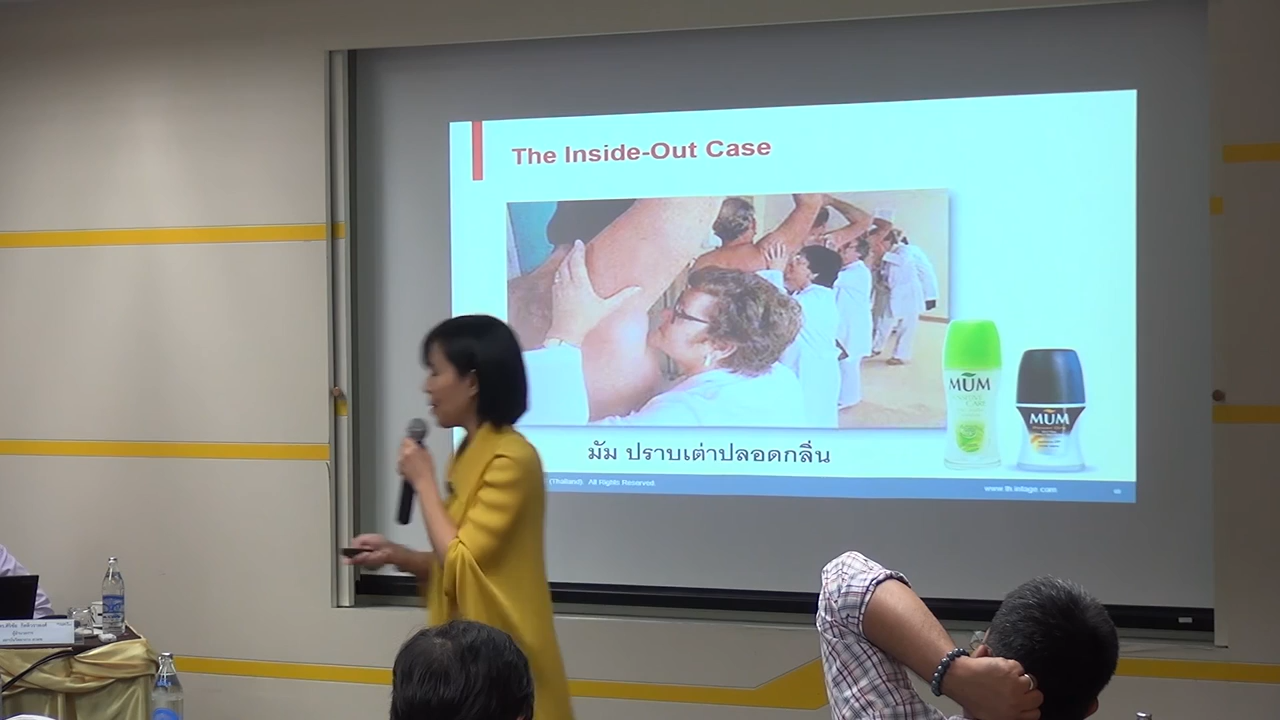 The Inside-Out Case
MUM
MUM
มัม ปราบเต่าปลอดกลิ่น
(Thailand). All Rights Reserved.
www.th.intage.com